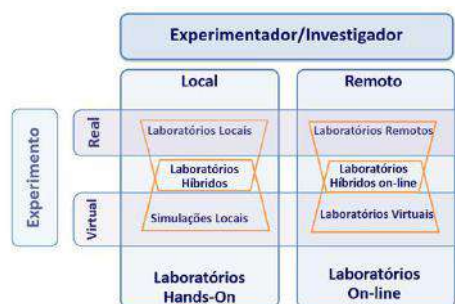 Experimentador/Investigador
Local
Remoto
Experimento
Real
Laboratórios Locais
Laboratórios Remotos
Laboratórios
Híbridos
Laboratórios
Híbridos on-line
Virtual
Simulações Locais
Laboratórios Virtuais
Laboratórios
Hands-On
Laboratórios
On-line